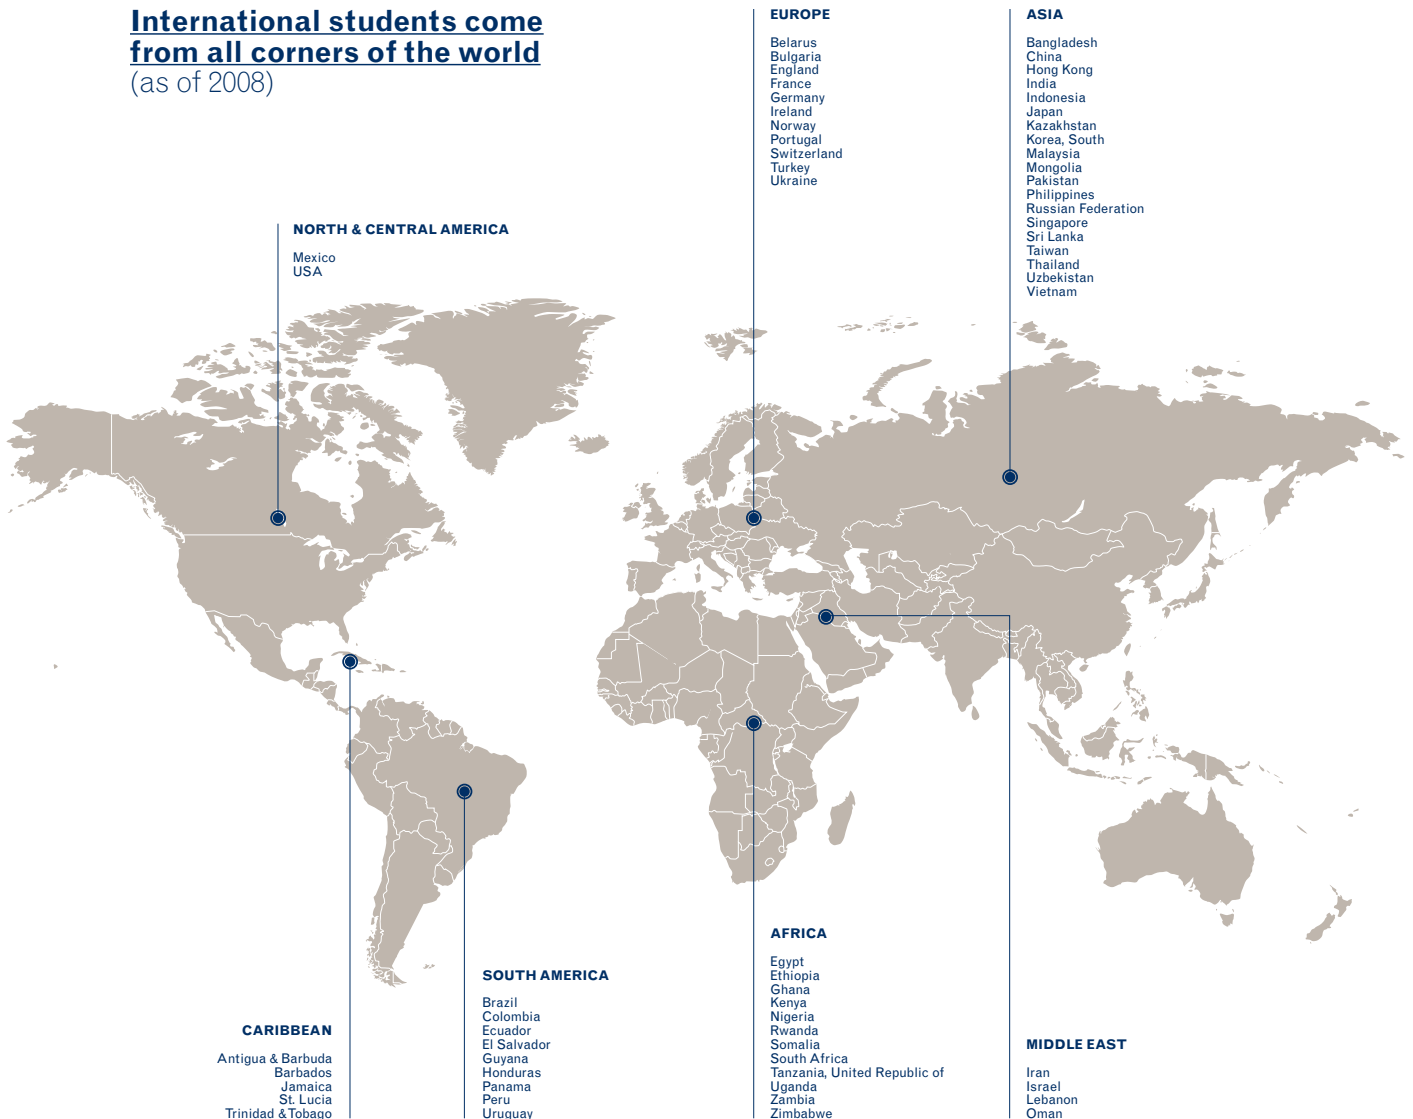 International students come
from all corners of the world
(as of 2008)
EUROPE
Belarus
Bulgaria
England
France
Germany
Ireland
Norway
Portugal
Switzerland
Turkey
Ukraine
ASIA
Bangladesh
China
Hong Kong
India
Indonesia
Japan
Kazakhstan
Korea, South
Malaysia
Mongolia
Pakistan
Philippines
Russian Federation
Singapore
Sri Lanka
Taiwan
Thailand
Uzbekistan
Vietnam
NORTH & CENTRAL AMERICA
Mexico
USA
CARIBBEAN
Antigua & Barbuda
Barbados
Jamaica
St. Lucia
Trinidad & Tobago
SOUTH AMERICA
Brazil
Colombia
Ecuador
El Salvador
Guyana
Honduras
Panama
Peru
Uruguay
AFRICA
Egypt
Ethiopia
Ghana
Kenya
Nigeria
Rwanda
Somalia
South Africa
Tanzania, United Republic of
Uganda
Zambia
Zimbabwe
MIDDLE EAST
Iran
Israel
Lebanon
Oman